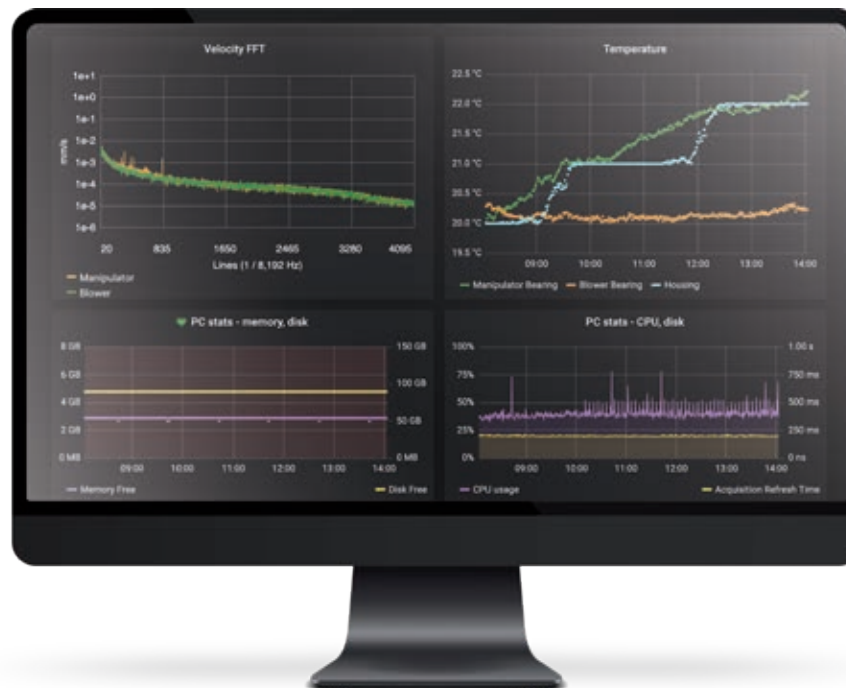 Velocity FFT
1e+1
1e+0
1e-1
1e-2
1e-3
1e-4
1e-5
1e-6
mm/s
20 835 1650 2465 3280 4095
Lines (1 / 8,192 Hz)
Manipulator
Blower
Temperature
22.5 °C
22.0 °C
21.5 °C
21.0 °C
20.5 °C
20.0 °C
19.5 °C
09:00 10:00 11:00 12:00 13:00 14:00
Manipulator Bearing Blower Bearing Housing
PC stats - memory, disk
8 GB 150 GB
6 GB
100 GB
4 GB
50 GB
2 GB
0 MB 0 MB
09:00 10:00 11:00 12:00 13:00 14:00
Memory Free Disk Free
PC stats - CPU, disk
100% 1.00 s
75% 750 ms
50% 500 ms
25% 250 ms
0% 0 ns
09:00 10:00 11:00 12:00 13:00 14:00
CPU usage Acquisition Refresh Time